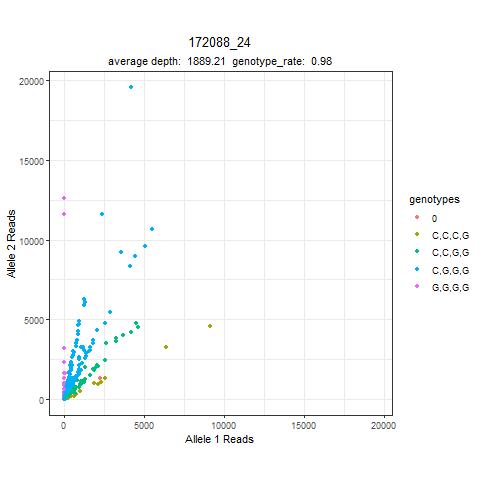 172088_24
average depth: 1889.21 genotype_rate: 0.98
20000
15000
10000
5000
0
Allele 2 Reads
0 5000 10000 15000 20000
Allele 1 Reads
genotypes
0
C,C,C,G
C,C,G,G
C,G,G,G
G,G,G,G